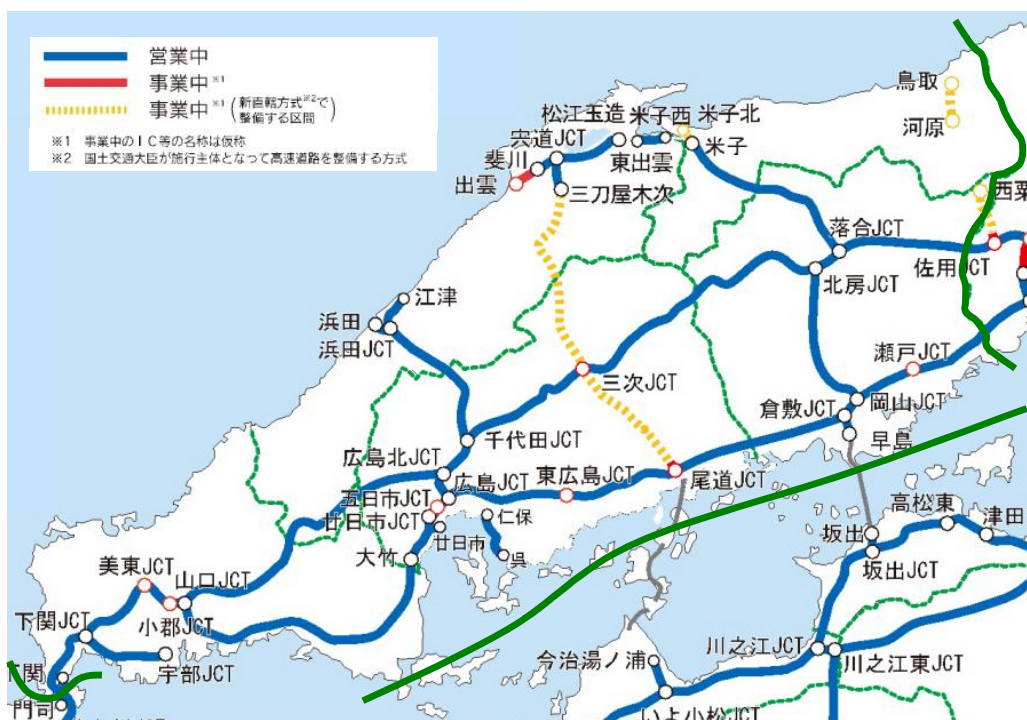 営業中
事業中※1
事業中※1(新直轄方式※2で
整備する区間)
※1 事業中のＩＣ等の名称は仮称
※2 国土交通大臣が施行主体となって高速道路を整備する方式
鳥取
河原
松江玉造
米子西
米子北
宍道JCT
東出雲
米子
斐川
出雲
三刀屋木次
西粟
落合JCT
佐用JCT
北房JCT
江津
浜田
浜田JCT
瀬戸JCT
三次JCT
岡山JCT
倉敷JCT
早島
千代田JCT
広島北JCT
広島JCT
東広島JCT
尾道JCT
五日市JCT
廿日市JCT
仁保
廿日市
呉
大竹
高松東
津田
坂出
坂出JCT
美東JCT
山口JCT
小郡JCT
下関JCT
宇部JCT
関
門司
今治湯ノ浦
川之江JCT
川之江東JCT
いよ小松JCT